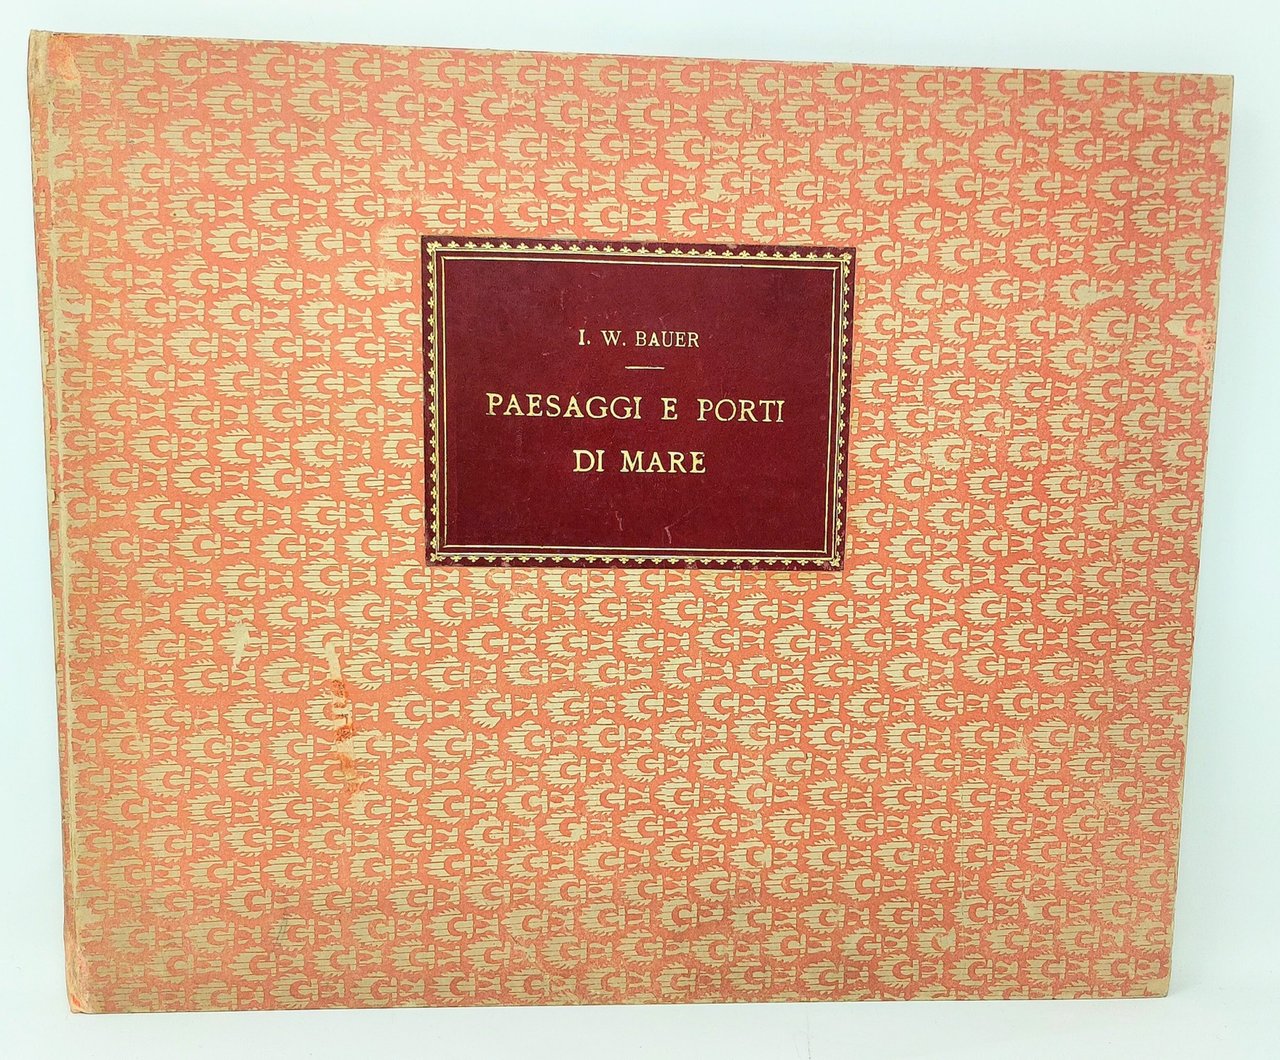 I. W. BAUER
PAESAGGI E PORTI
DI MARE